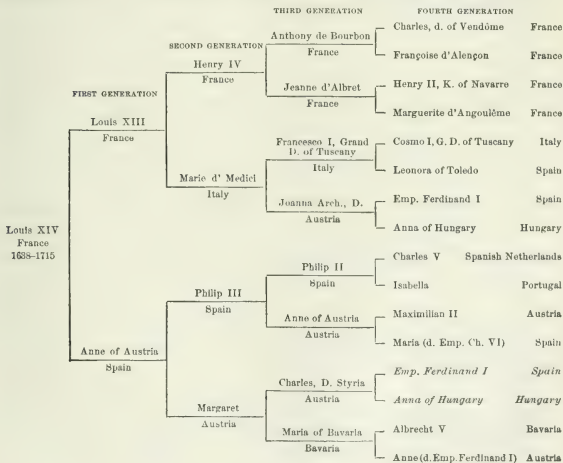 THIRD GENERATION
FOURTH GENERATION
SECOND GENERATION
FIRST GENERATION
Charles, d. of Vendôme France
Anthony de Bourbon
France
Françoise d'Alençon France
Henry IV
France
Henry II, K. of Navarre France
Jeanne d'Albret
France
Marguerite d'Angoulême France
Louis XIII
France
Cosmo I, G. D. of Tuscany Italy
Francesco I, Grand
D. of Tuscany
Italy
Leonora of Toledo Spain
Marie d' Medici
Italy
Emp. Ferdinand I Spain
Joanna Arch., D.
Austria
Anna of Hungary Hungary
Louis XIV
France
1638–1715
Charles V Spanish Netherlands
Philip II
Spain
Isabella Portugal
Philip III
Spain
Maximilian II Austria
Anne of Austria
Austria
Maria (d. Emp. Ch. VI) Spain
Anne of Austria
Spain
Emp. Ferdinand I Spain
Charles, D. Styria
Austria
Anna of Hungary Hungary
Margaret
Austria
Albrecht V Bavaria
Maria of Bavaria
Bavaria
Anne (d. Emp. Ferdinand I) Austria